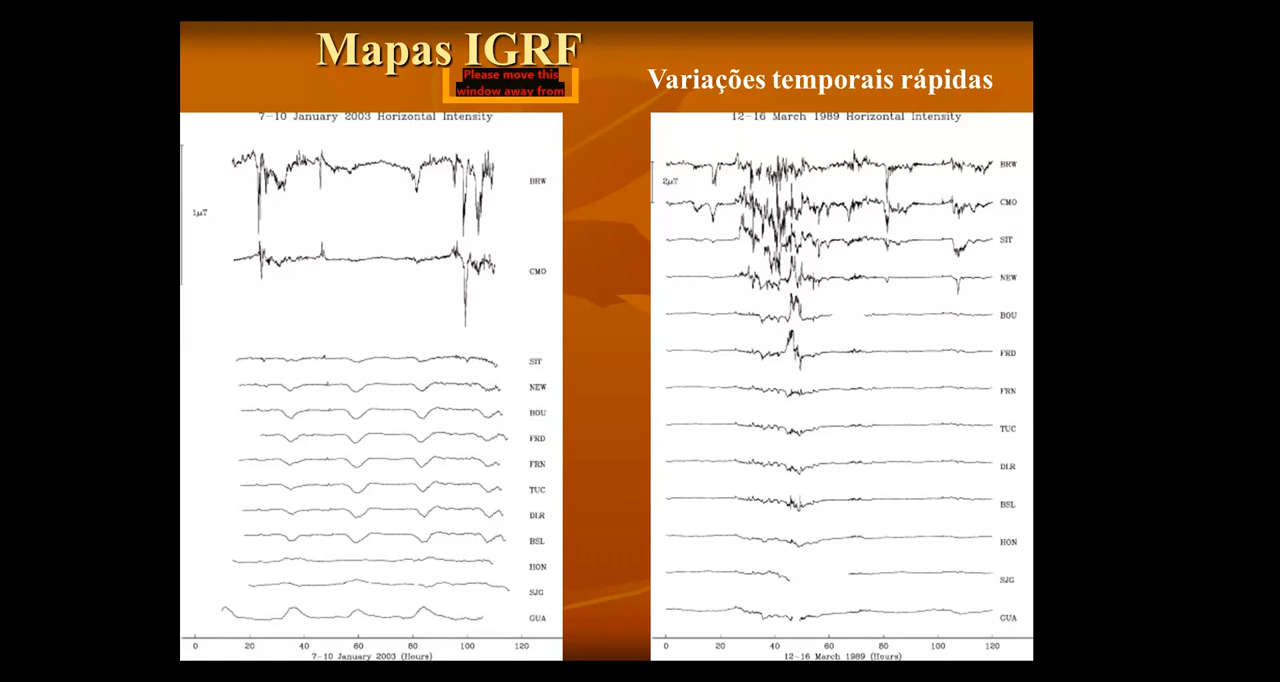 Mapas IGRF
Please move this
window away from
Variações temporais rápidas
7-10 January 2003 Horizontal Intensity
BRW
1μT
CMO
SIT
NEW
BOU
FRD
FRN
TUC
DLR
BSL
HON
SJG
GUA
0 20 40 60 80 100 120
7-10 January 2003 (Hours)
12-16 March 1989 Horizontal Intensity
BRW
2μT
CMO
SIT
NEW
BOU
FRD
FRN
TUC
DLR
BSL
HON
SJG
GUA
0 20 40 60 80 100 120
12-16 March 1989 (Hours)